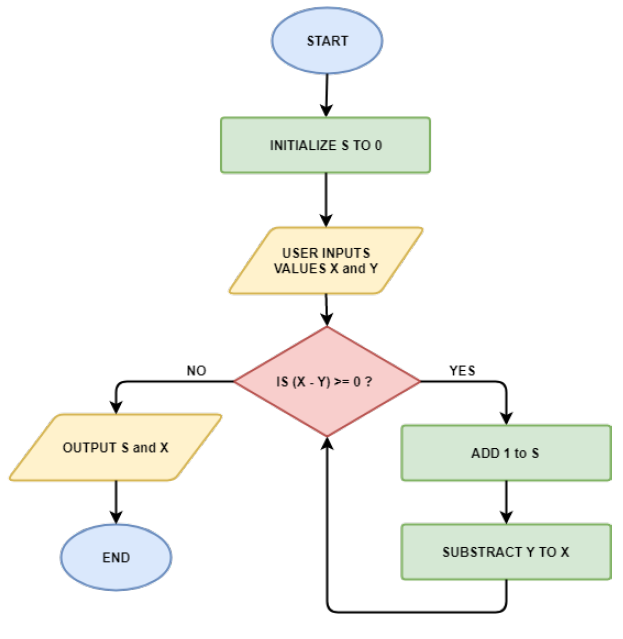 START
INITIALIZE S TO 0
USER INPUTS
VALUES X and Y
IS (X - Y) >= 0 ?
NO
YES
OUTPUT S and X
ADD 1 to S
END
SUBSTRACT Y TO X